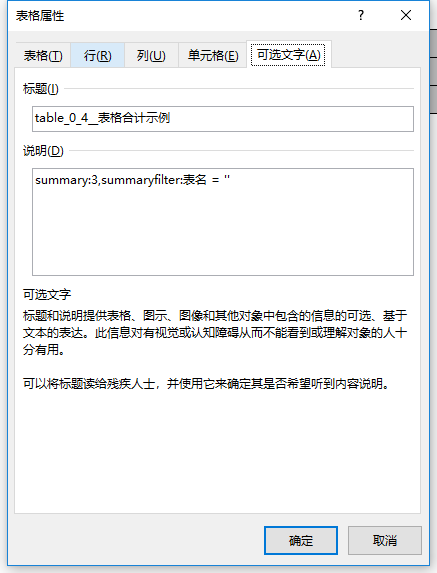 表格属性
? ×
表格(T) 行(R) 列(U) 单元格(E) 可选文字(A)
标题(I)
table_0_4__表格合计示例
说明(D)
summary:3,summaryfilter:表名 = ''
可选文字
标题和说明提供表格、图示、图像和其他对象中包含的信息的可选、基于
文本的表达。此信息对有视觉或认知障碍从而不能看到或理解对象的人十
分有用。
可以将标题读给残疾人士，并使用它来确定其是否希望听到内容说明。
确定 取消